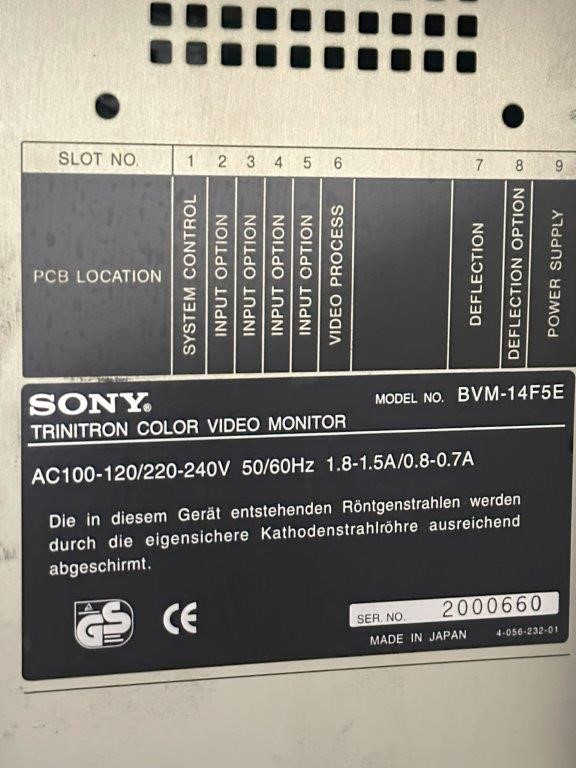 SLOT NO. 1 2 3 4 5 6 7 8 9
PCB LOCATION
SYSTEM CONTROL
INPUT OPTION
INPUT OPTION
INPUT OPTION
INPUT OPTION
VIDEO PROCESS
DEFLECTION
DEFLECTION OPTION
POWER SUPPLY
SONY® MODEL NO. BVM-14F5E
TRINITRON COLOR VIDEO MONITOR
AC100-120/220-240V 50/60Hz 1.8-1.5A/0.8-0.7A
Die in diesem Gerät entstehenden Röntgenstrahlen werden
durch die eigensichere Kathodenstrahlröhre ausreichend
abgeschirmt.
GS CE
SER. NO. 2000660
MADE IN JAPAN 4-056-232-01